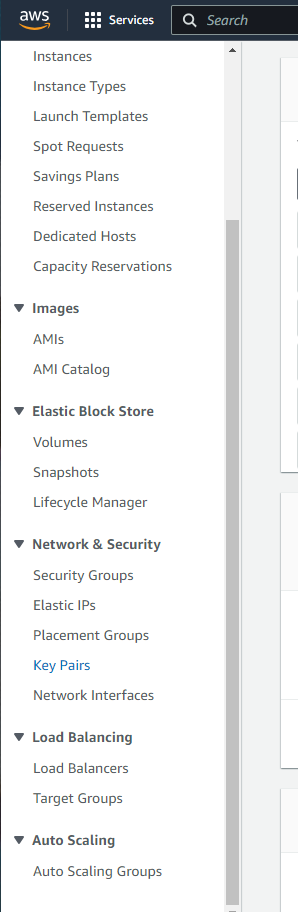 aws
Services
Search
Instances
Instance Types
Launch Templates
Spot Requests
Savings Plans
Reserved Instances
Dedicated Hosts
Capacity Reservations
Images
AMIs
AMI Catalog
Elastic Block Store
Volumes
Snapshots
Lifecycle Manager
Network & Security
Security Groups
Elastic IPs
Placement Groups
Key Pairs
Network Interfaces
Load Balancing
Load Balancers
Target Groups
Auto Scaling
Auto Scaling Groups